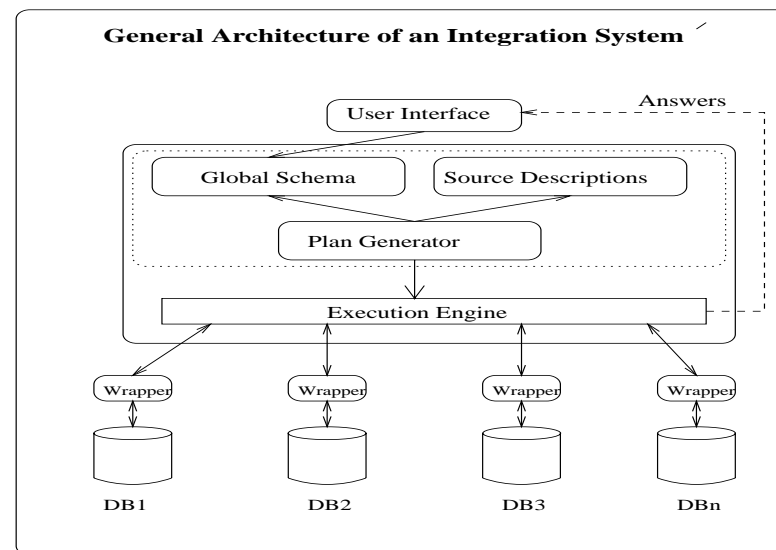 General Architecture of an Integration System
Answers
User Interface
Global Schema
Source Descriptions
Plan Generator
Execution Engine
Wrapper
Wrapper
Wrapper
Wrapper
DB1
DB2
DB3
DBn